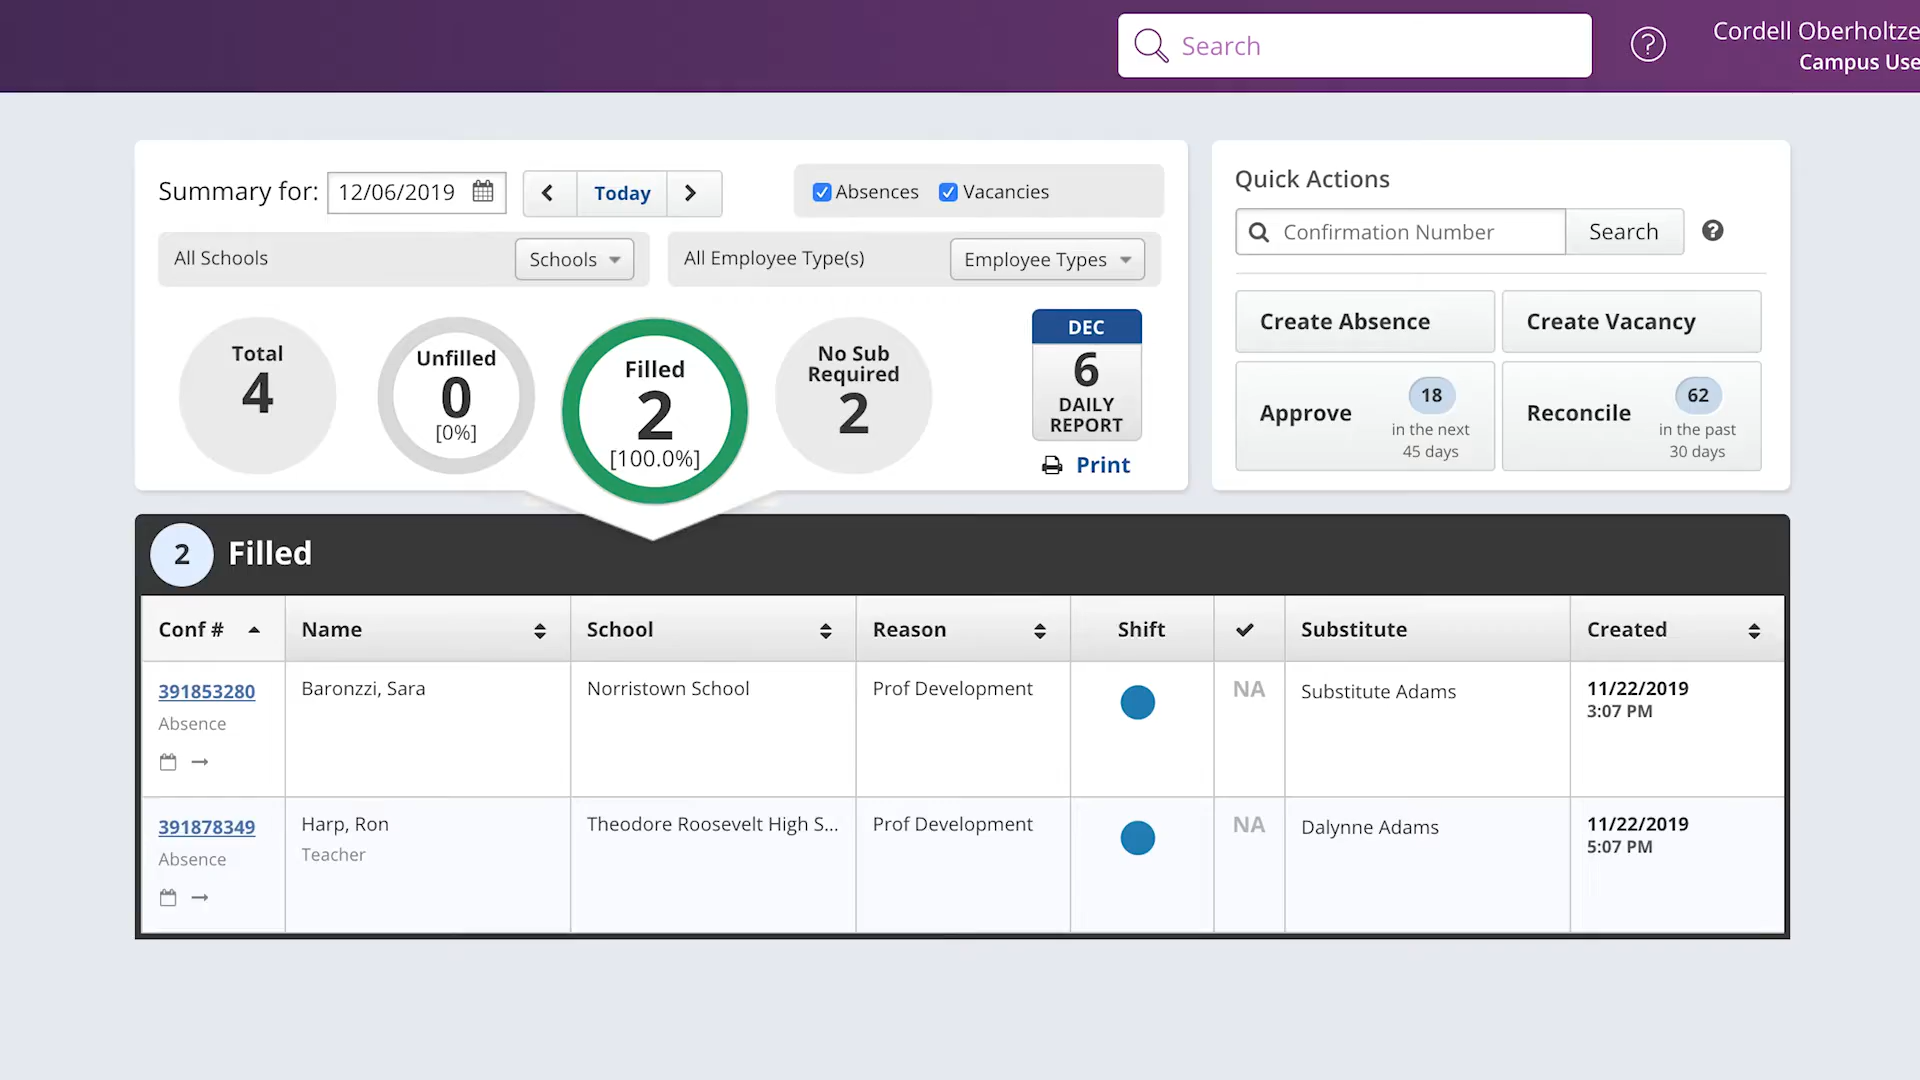 Search
Cordell Oberholtze
Campus Use
Summary for: 12/06/2019 Today
Absences Vacancies
All Schools Schools
All Employee Type(s) Employee Types
Total
4
Unfilled
0
[0%]
Filled
2
[100.0%]
No Sub
Required
2
DEC
6
DAILY
REPORT
Print
Quick Actions
Confirmation Number Search
Create Absence
Create Vacancy
Approve
18
in the next
45 days
Reconcile
62
in the past
30 days
2 Filled
Conf # Name School Reason Shift Substitute Created
391853280 Baronzzi, Sara Norristown School Prof Development NA Substitute Adams 11/22/2019
Absence 3:07 PM
391878349 Harp, Ron Theodore Roosevelt High S... Prof Development NA Dalynne Adams 11/22/2019
Absence Teacher 5:07 PM